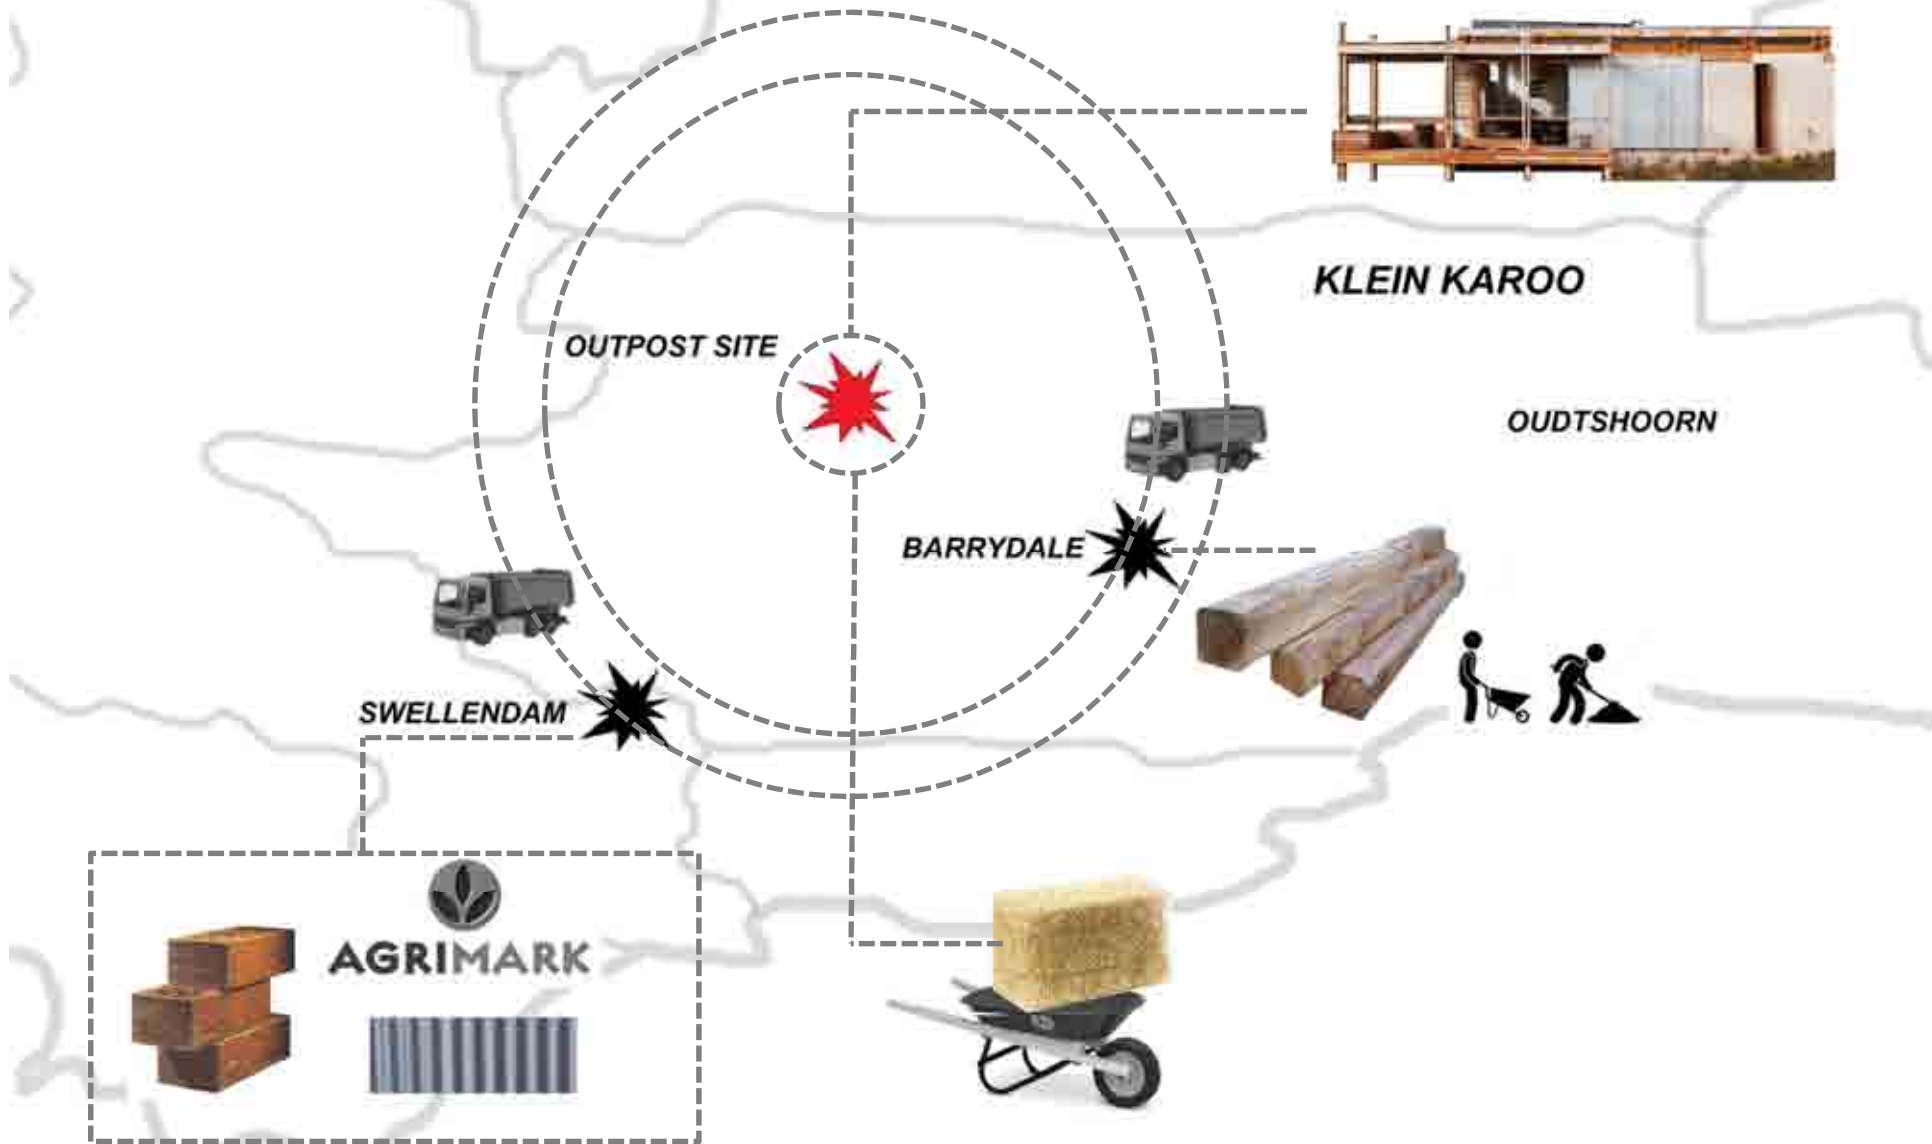 KLEIN KAROO
OUTPOST SITE
OUDTSHOORN
BARRYDALE
SWELLENDAM
AGRIMARK